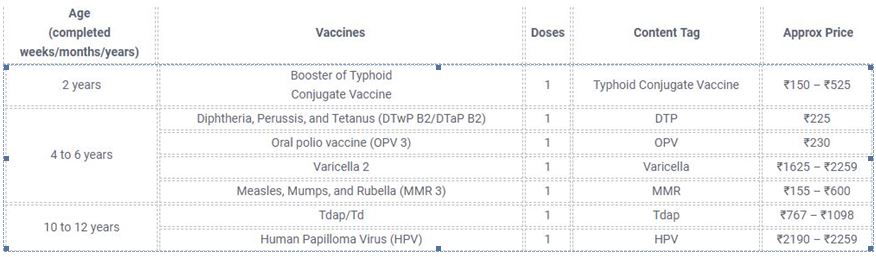 Age
(completed
weeks/months/years)
Vaccines
Doses
Content Tag
Approx Price
2 years
Booster of Typhoid
Conjugate Vaccine
1
Typhoid Conjugate Vaccine
₹150 – ₹525
4 to 6 years
Diphtheria, Perussis, and Tetanus (DTwP B2/DTaP B2)
1
DTP
₹225
Oral polio vaccine (OPV 3)
1
OPV
₹230
Varicella 2
1
Varicella
₹1625 – ₹2259
Measles, Mumps, and Rubella (MMR 3)
1
MMR
₹155 – ₹600
10 to 12 years
Tdap/Td
1
Tdap
₹767 – ₹1098
Human Papilloma Virus (HPV)
1
HPV
₹2190 – ₹2259